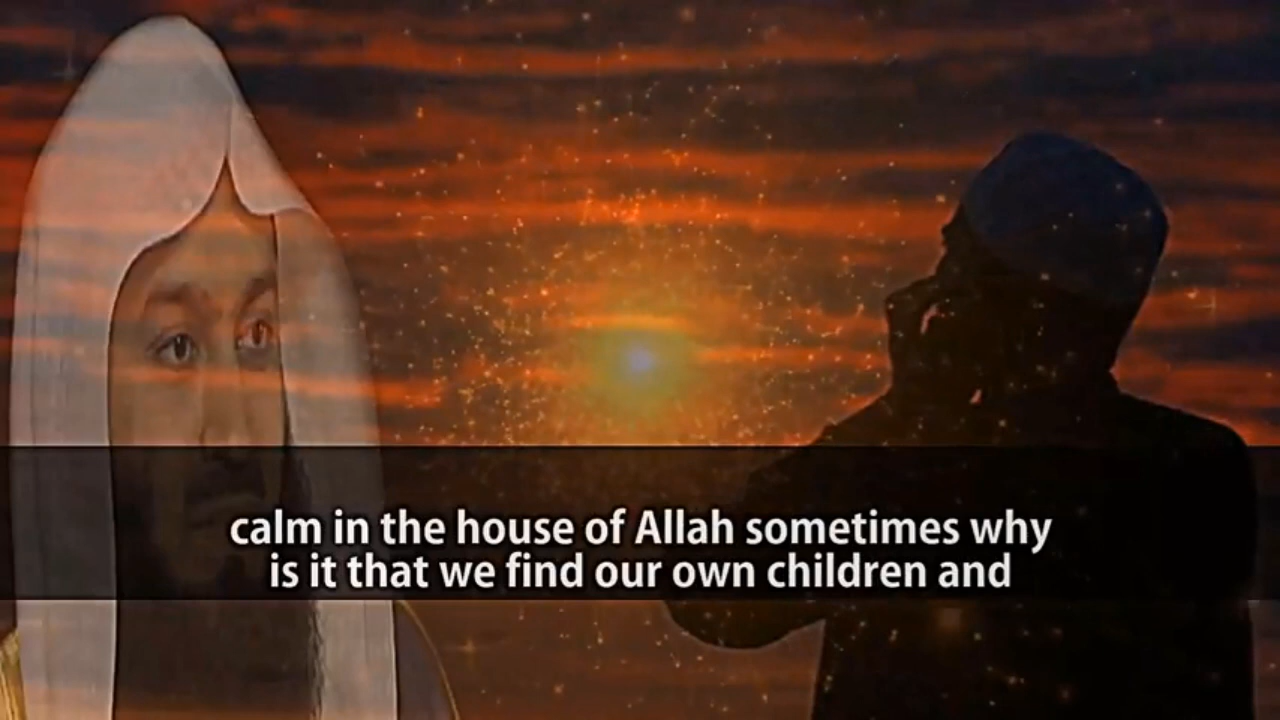 calm in the house of Allah sometimes why
is it that we find our own children and